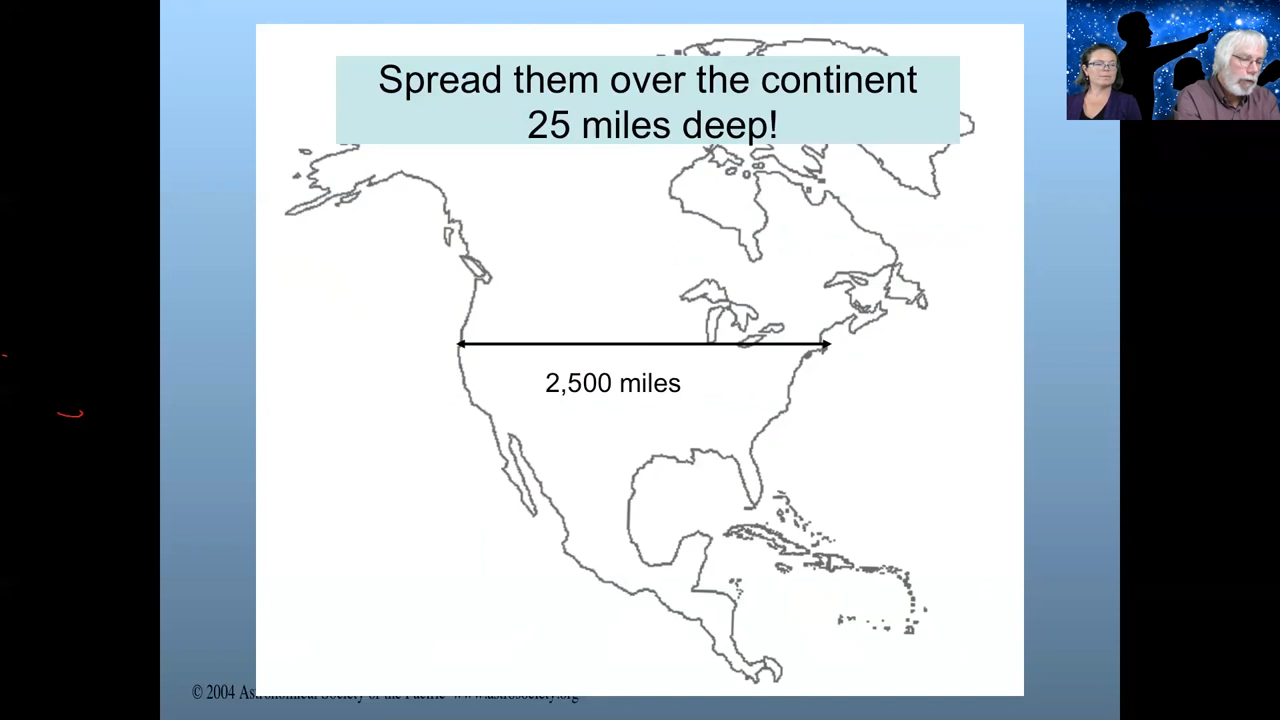 Spread them over the continent
25 miles deep!
2,500 miles
© 2004 Astronomical Society of the Pacific www.astrosociety.org